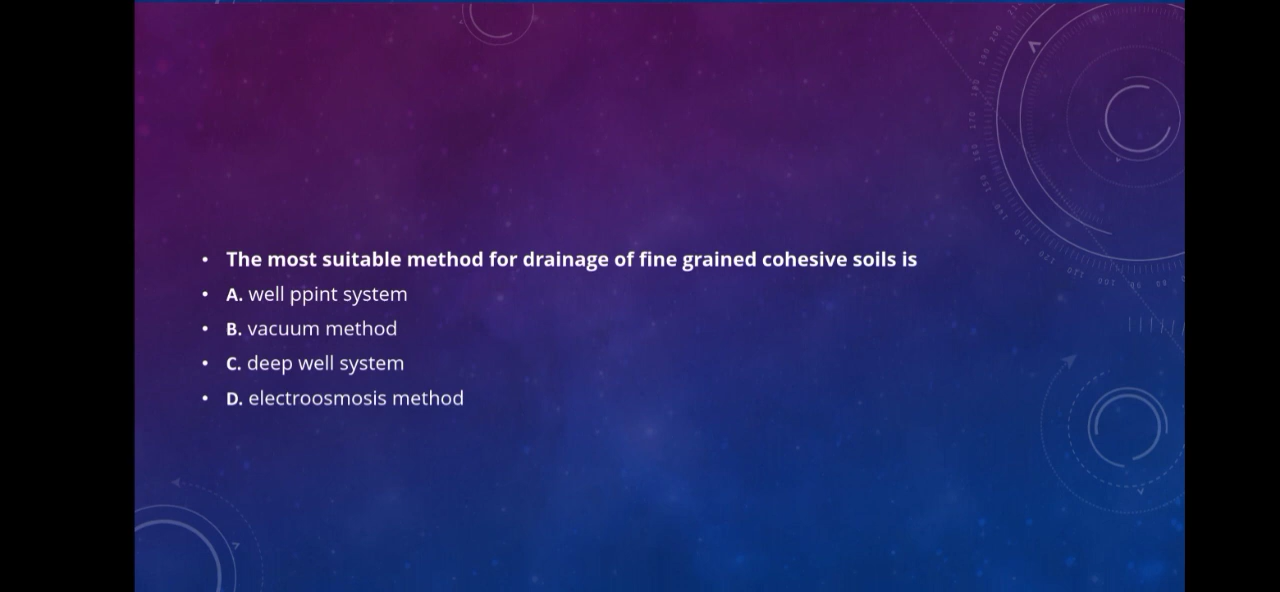 • The most suitable method for drainage of fine grained cohesive soils is
• A. well ppint system
• B. vacuum method
• C. deep well system
• D. electroosmosis method